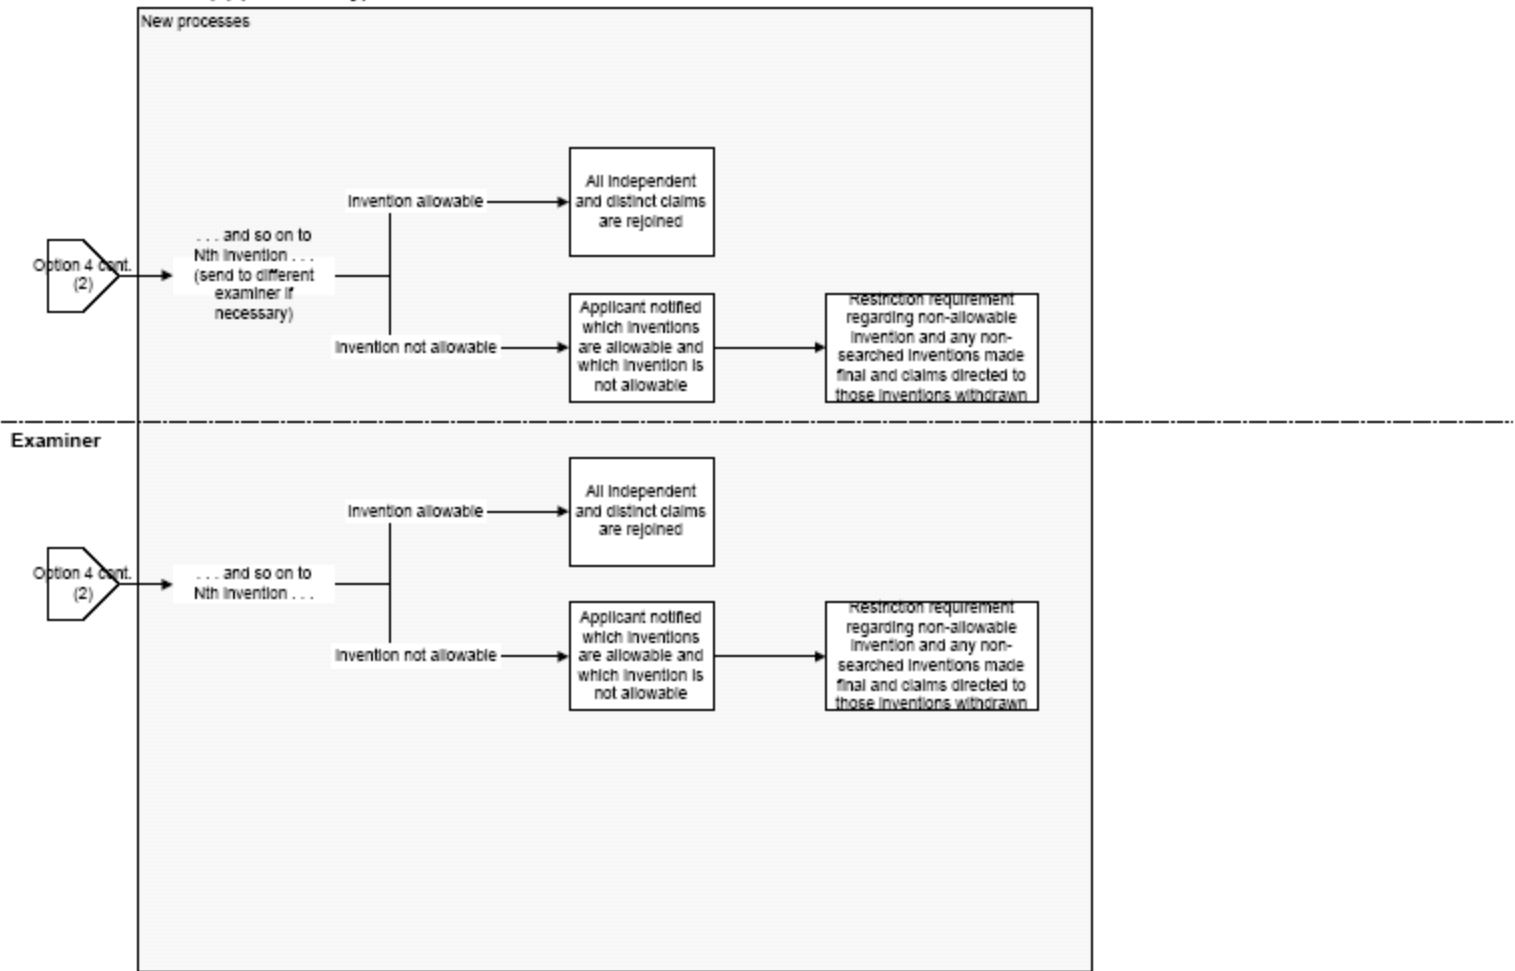 New processes
Invention allowable
All independent
and distinct claims
are rejoined
Option 4 cont.
(2)
. . . and so on to
Nth invention . . .
(send to different
examiner if
necessary)
Invention not allowable
Applicant notified
which inventions
are allowable and
which invention is
not allowable
Restriction requirement
regarding non-allowable
invention and any non-
searched inventions made
final and claims directed to
those inventions withdrawn
Examiner
Invention allowable
All independent
and distinct claims
are rejoined
Option 4 cont.
(2)
. . . and so on to
Nth invention . . .
Invention not allowable
Applicant notified
which inventions
are allowable and
which invention is
not allowable
Restriction requirement
regarding non-allowable
invention and any non-
searched inventions made
final and claims directed to
those inventions withdrawn